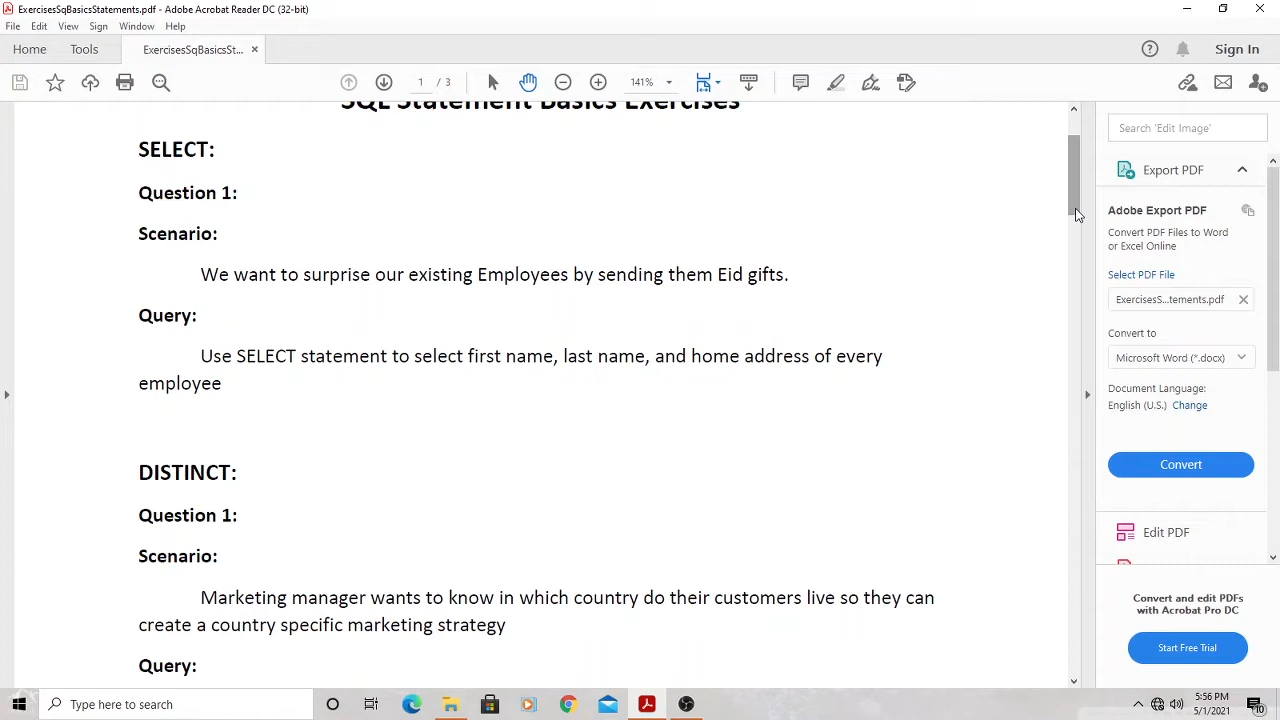 ExercisesSqBasicsStatements.pdf - Adobe Acrobat Reader DC (32-bit)
File Edit View Sign Window Help
Home Tools ExercisesSqBasicsSt... × Sign In
1 / 3 141%
SQL Statement Basics Exercises
SELECT:
Question 1:
Scenario:
We want to surprise our existing Employees by sending them Eid gifts.
Query:
Use SELECT statement to select first name, last name, and home address of every
employee
DISTINCT:
Question 1:
Scenario:
Marketing manager wants to know in which country do their customers live so they can
create a country specific marketing strategy
Query:
Search 'Edit Image'
Export PDF
Adobe Export PDF
Convert PDF Files to Word
or Excel Online
Select PDF File
ExercisesS...tements.pdf
Convert to
Microsoft Word (*.docx)
Document Language:
English (U.S.) Change
Convert
Edit PDF
Convert and edit PDFs
with Acrobat Pro DC
Start Free Trial
Type here to search
5:56 PM
5/1/2021
10